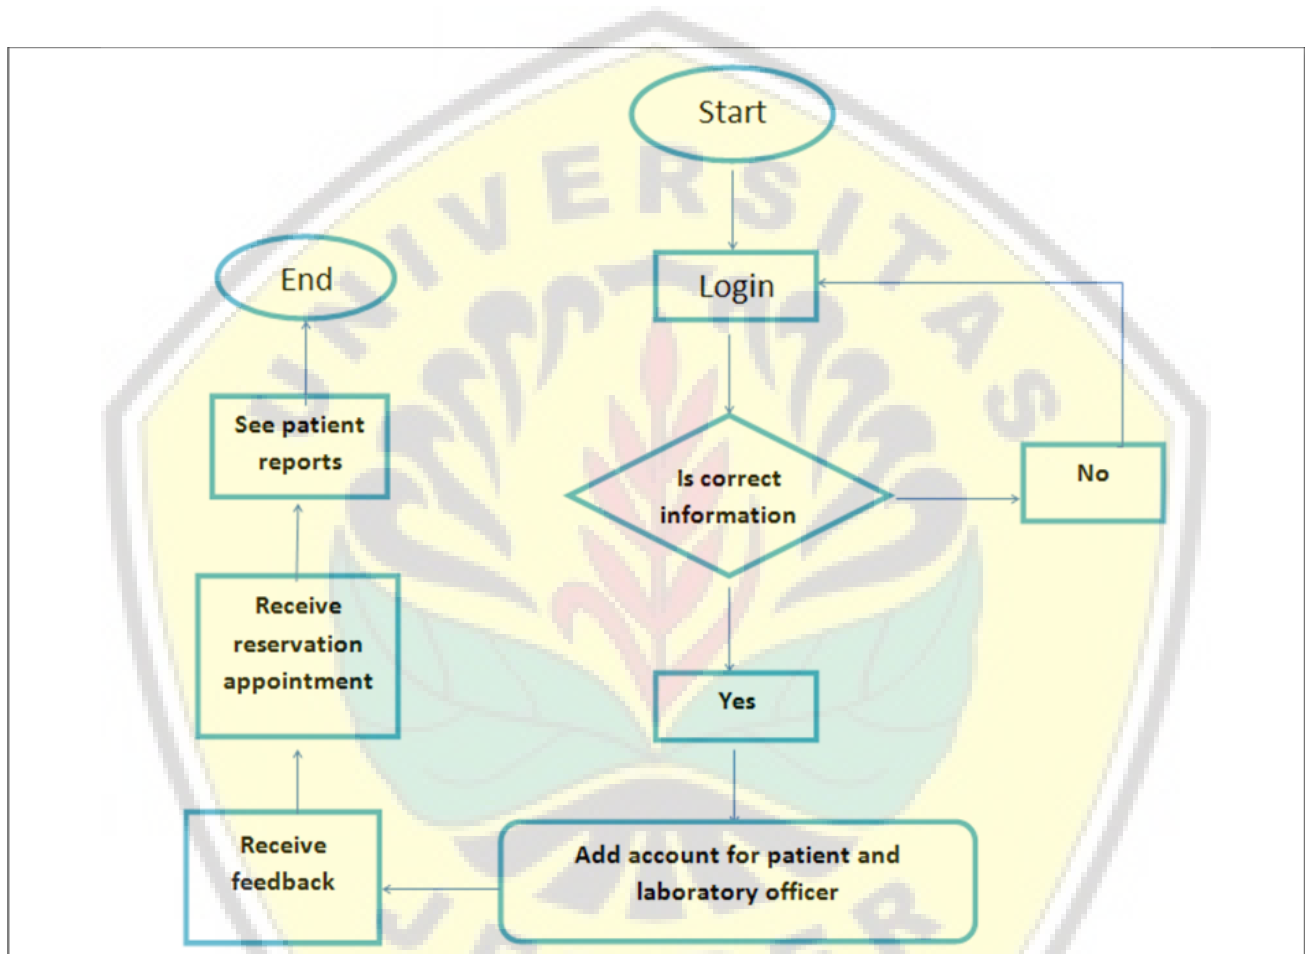 Start
Login
Is correct
information
No
Yes
Add account for patient and
laboratory officer
Receive
feedback
Receive
reservation
appointment
See patient
reports
End
UNIVERSITAS